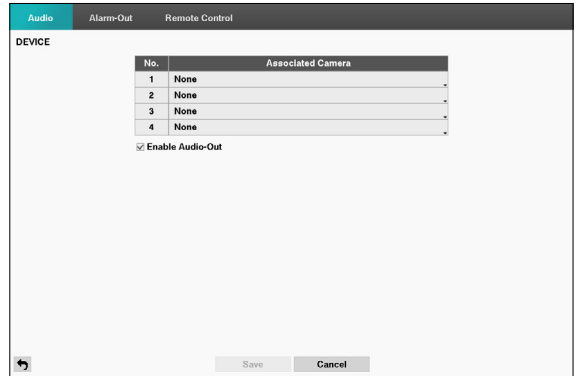 Audio Alarm-Out Remote Control
DEVICE
No. Associated Camera
1 None
2 None
3 None
4 None
Enable Audio-Out
Save Cancel